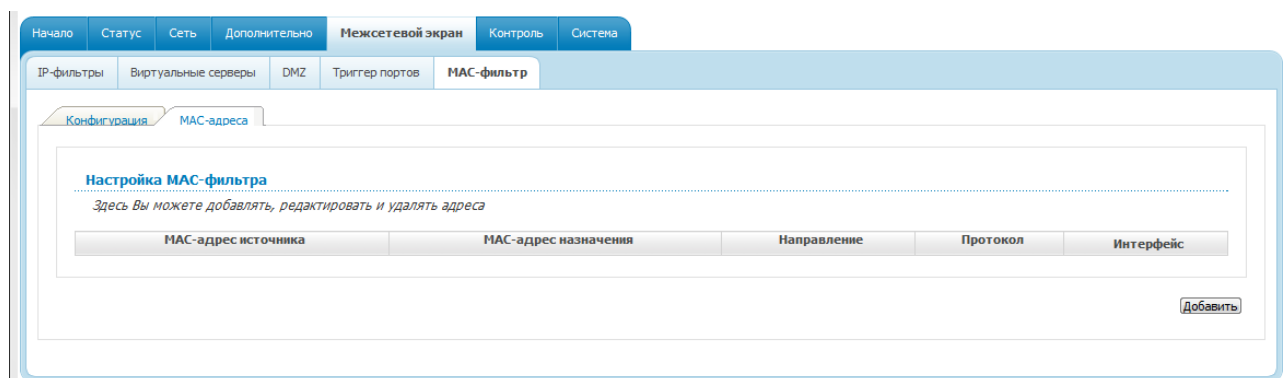 Начало Статус Сеть Дополнительно Межсетевой экран Контроль Система
IP-фильтры Виртуальные серверы DMZ Триггер портов MAC-фильтр
Конфигурация MAC-адреса
Настройка MAC-фильтра
Здесь Вы можете добавлять, редактировать и удалять адреса
MAC-адрес источника MAC-адрес назначения Направление Протокол Интерфейс
Добавить